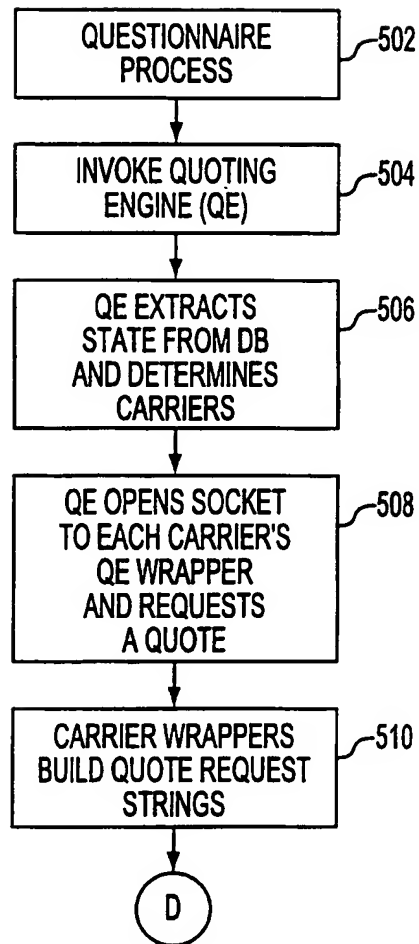 QUESTIONNAIRE
PROCESS
502
INVOKE QUOTING
ENGINE (QE)
504
QE EXTRACTS
STATE FROM DB
AND DETERMINES
CARRIERS
506
QE OPENS SOCKET
TO EACH CARRIER'S
QE WRAPPER
AND REQUESTS
A QUOTE
508
CARRIER WRAPPERS
BUILD QUOTE REQUEST
STRINGS
510
D